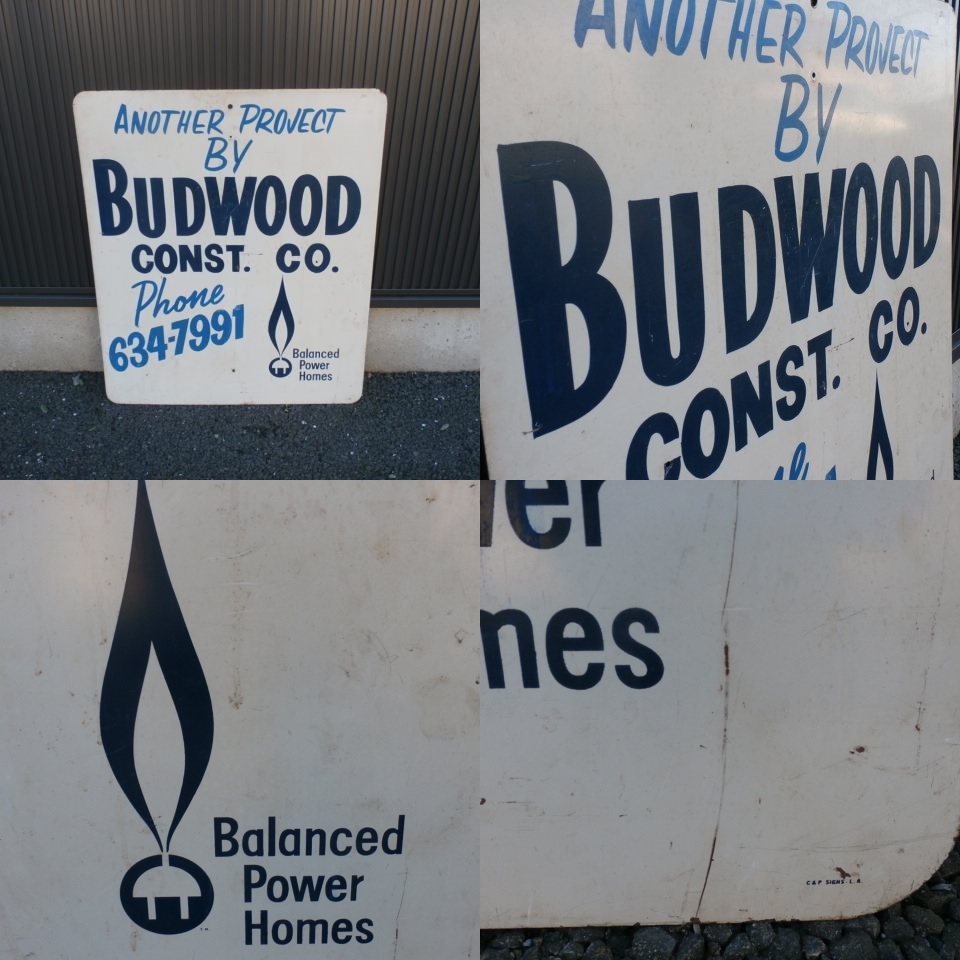 ANOTHER PROJECT
BY
BUDWOOD
CONST. CO.
Phone
634-7991
Balanced
Power
Homes
ANOTHER PROJECT
BY
BUDWOOD
CONST. CO.
Balanced
Power
Homes
er
mes
C&P SIGNS L.A.